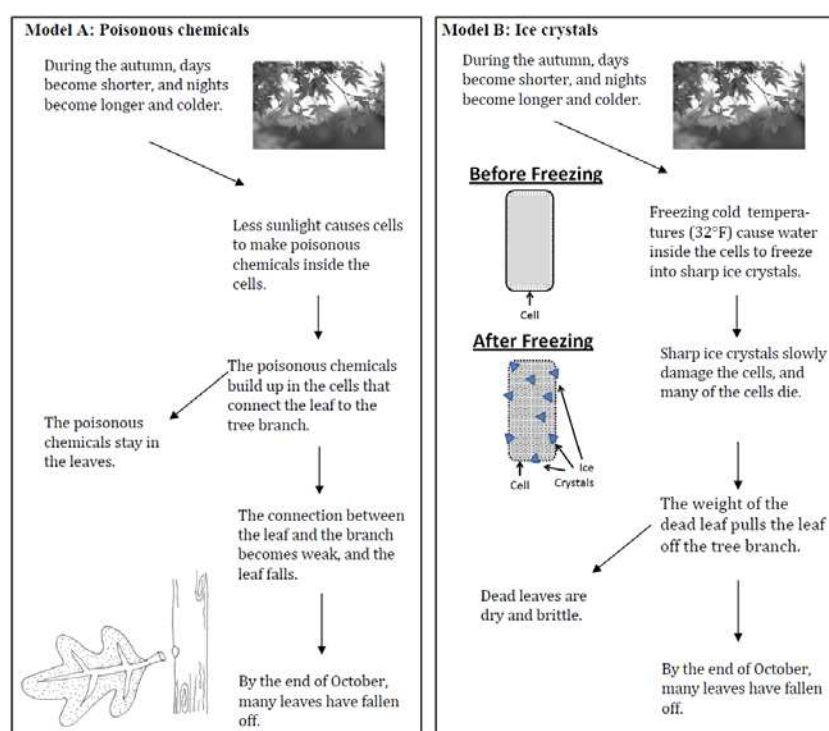 Model A: Poisonous chemicals
During the autumn, days
become shorter, and nights
become longer and colder.
Less sunlight causes cells
to make poisonous
chemicals inside the
cells.
The poisonous chemicals
build up in the cells that
connect the leaf to the
tree branch.
The poisonous
chemicals stay in
the leaves.
The connection between
the leaf and the branch
becomes weak, and the
leaf falls.
By the end of October,
many leaves have fallen
off.
Model B: Ice crystals
During the autumn, days
become shorter, and nights
become longer and colder.
Before Freezing
Cell
Freezing cold tempera-
tures (32°F) cause water
inside the cells to freeze
into sharp ice crystals.
After Freezing
Cell
Ice
Crystals
Sharp ice crystals slowly
damage the cells, and
many of the cells die.
The weight of the
dead leaf pulls the leaf
off the tree branch.
Dead leaves are
dry and brittle.
By the end of October,
many leaves have fallen
off.